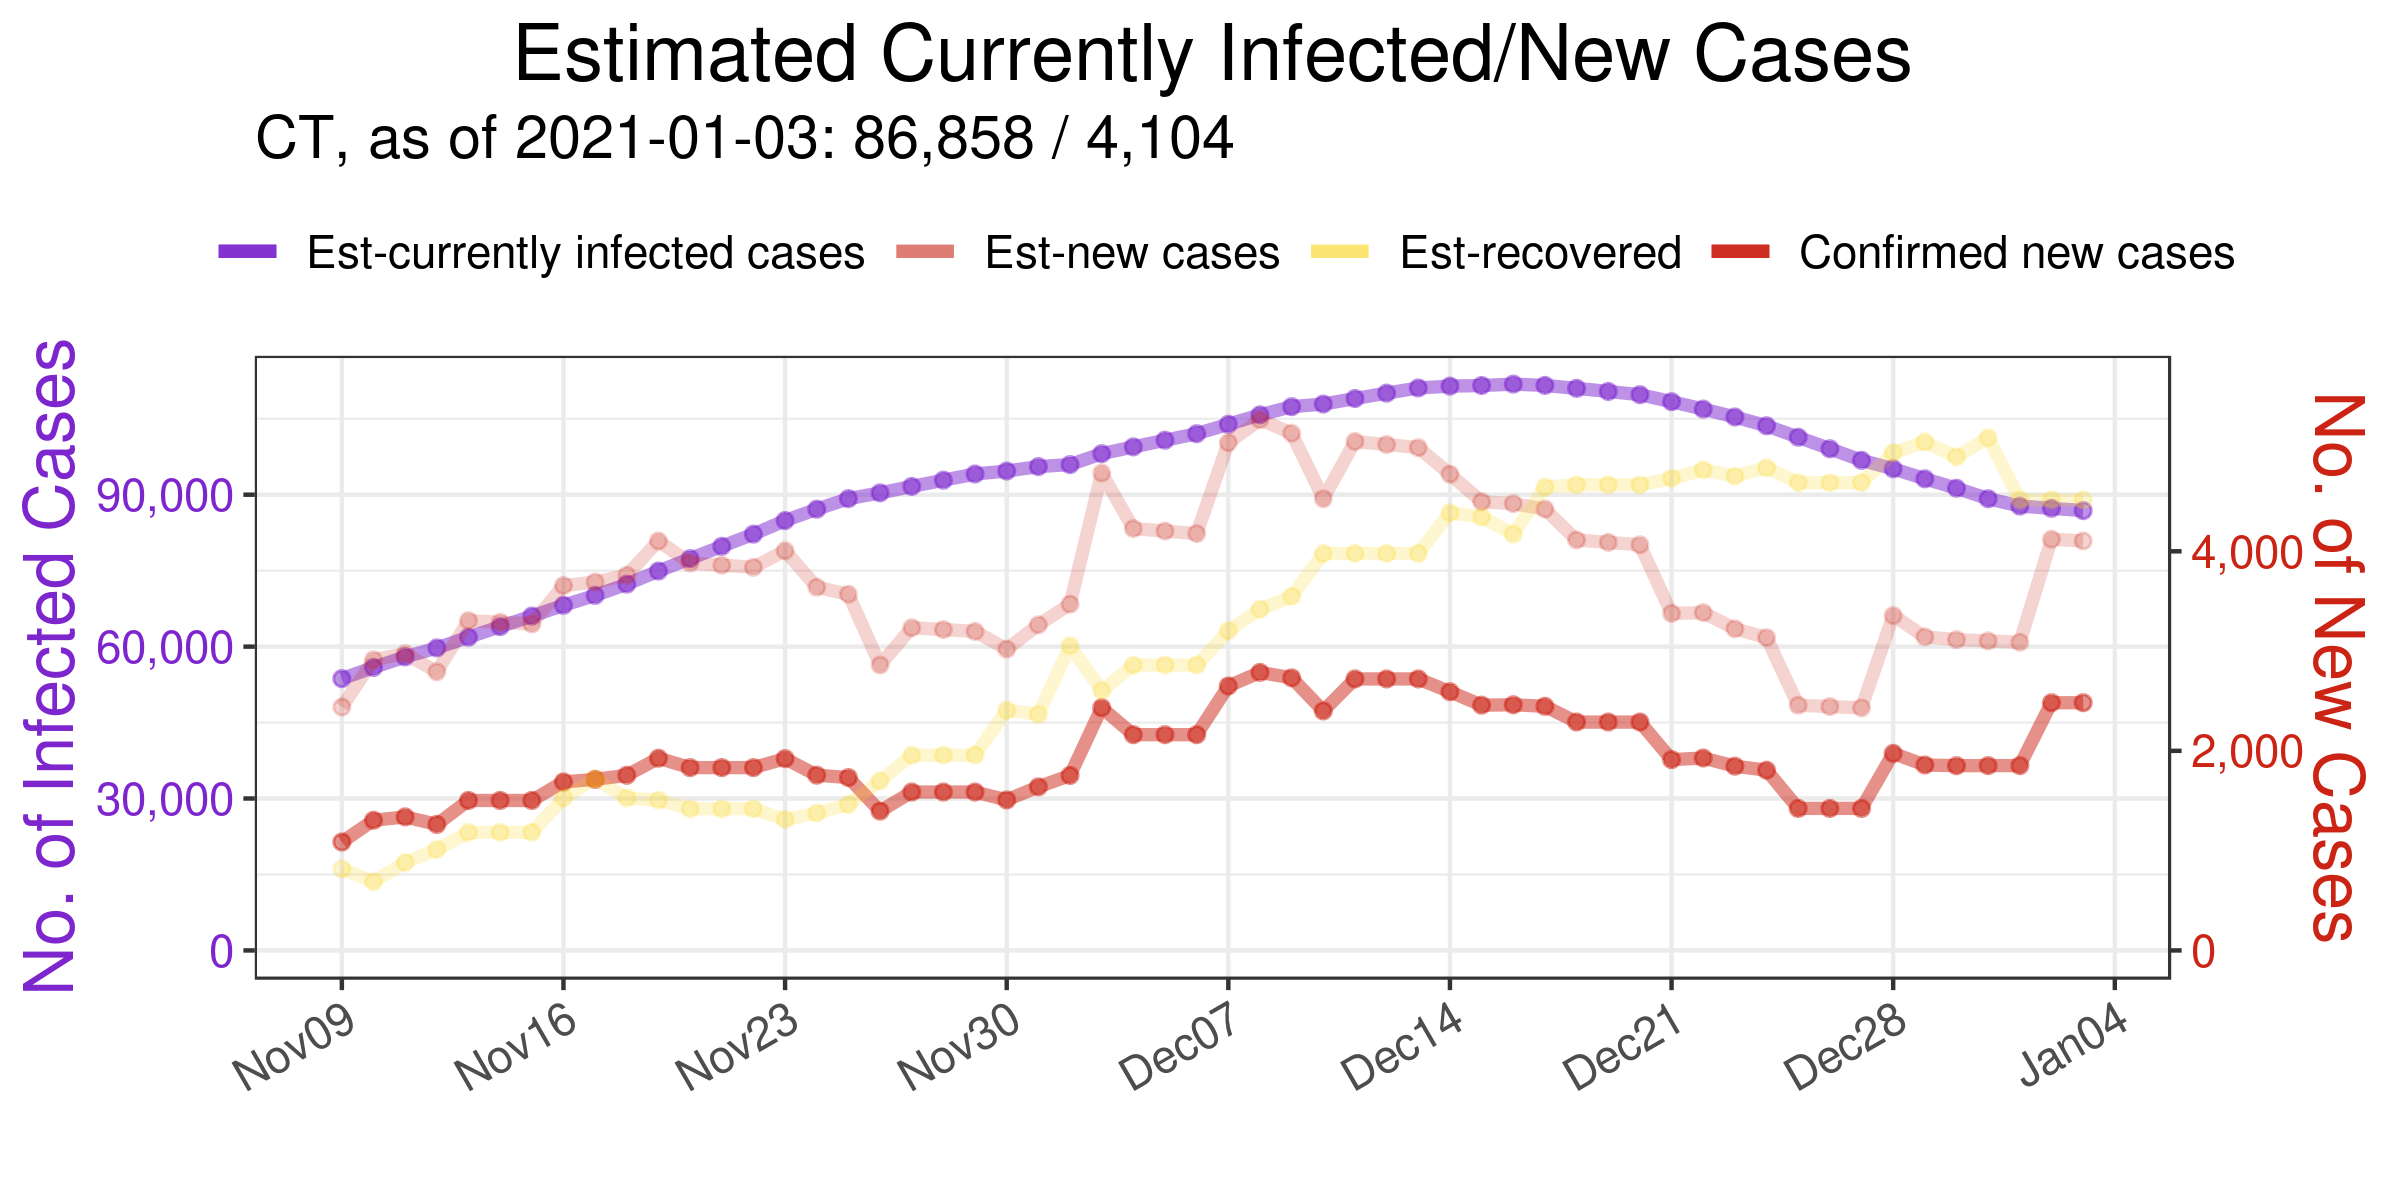 Estimated Currently Infected/New Cases
CT, as of 2021-01-03: 86,858 / 4,104
Est-currently infected cases Est-new cases Est-recovered Confirmed new cases
No. of Infected Cases
90,000
60,000
30,000
0
No. of New Cases
4,000
2,000
0
Nov09 Nov16 Nov23 Nov30 Dec07 Dec14 Dec21 Dec28 Jan04